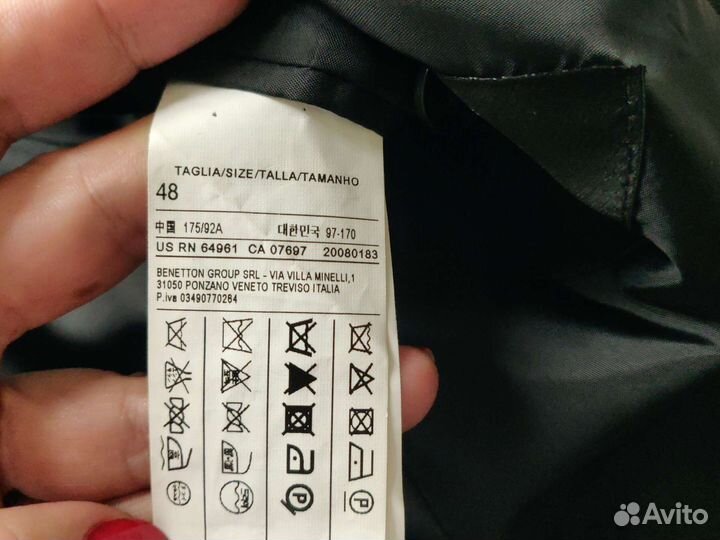 TAGLIA/SIZE/TALLA/TAMANHO
48
中国 175/92A 대한민국 97-170
US RN 64961 CA 07697 20080183
BENETTON GROUP SRL - VIA VILLA MINELLI,1
31050 PONZANO VENETO TREVISO ITALIA
P.iva 03490770264
P P
Avito